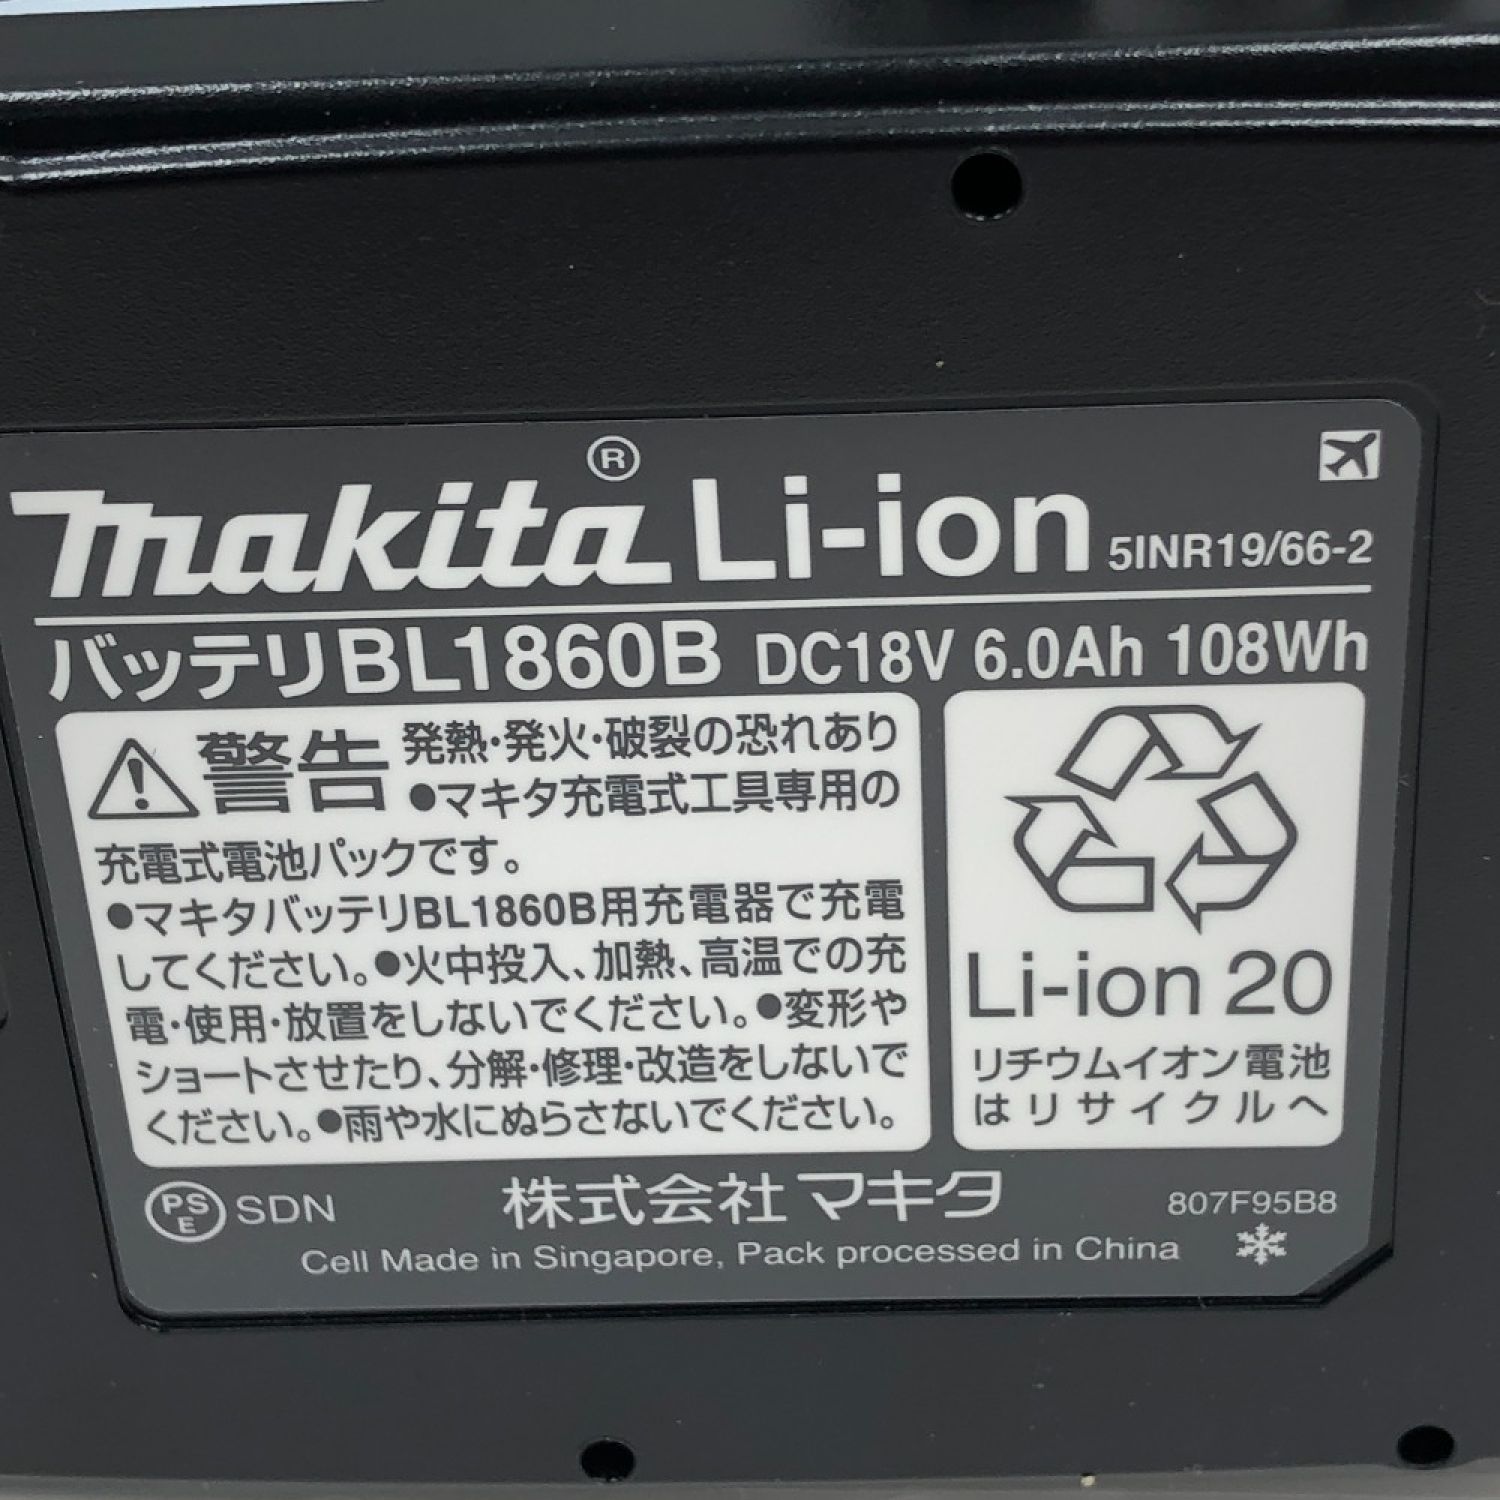 makita® Li-ion 5INR19/66-2
バッテリBL1860B DC18V 6.0Ah 108Wh
警告 発熱・発火・破裂の恐れあり
●マキタ充電式工具専用の
充電式電池パックです。
●マキタバッテリBL1860B用充電器で充電
してください。●火中投入、加熱、高温での充
電・使用・放置をしないでください。●変形や
ショートさせたり、分解・修理・改造をしないで
ください。●雨や水にぬらさないでください。
Li-ion 20
リチウムイオン電池
はリサイクルへ
PSE SDN 株式会社マキタ 807F95B8
Cell Made in Singapore, Pack processed in China